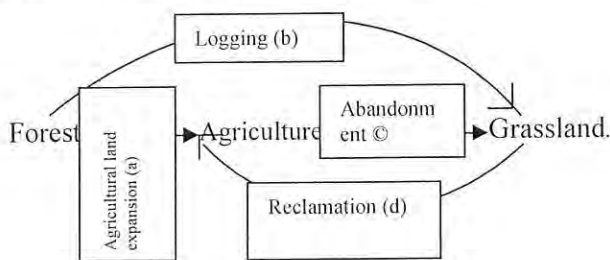 Logging (b)
Forest
Agricultural land
expansion (a)
Agriculture
Abandonm
ent ©
Grassland.
Reclamation (d)